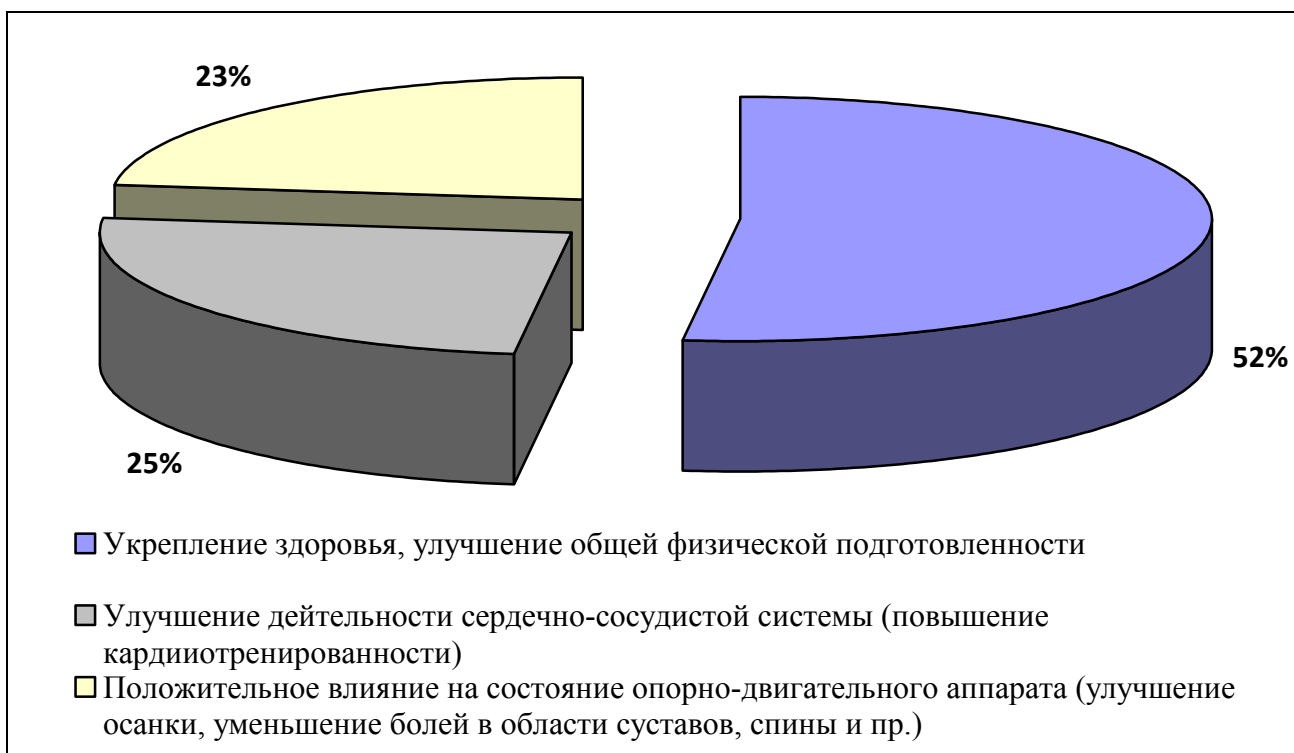 23%
52%
25%
Укрепление здоровья, улучшение общей физической подготовленности
Улучшение дейтельности сердечно-сосудистой системы (повышение
кардииотренированности)
Положительное влияние на состояние опорно-двигательного аппарата (улучшение
осанки, уменьшение болей в области суставов, спины и пр.)